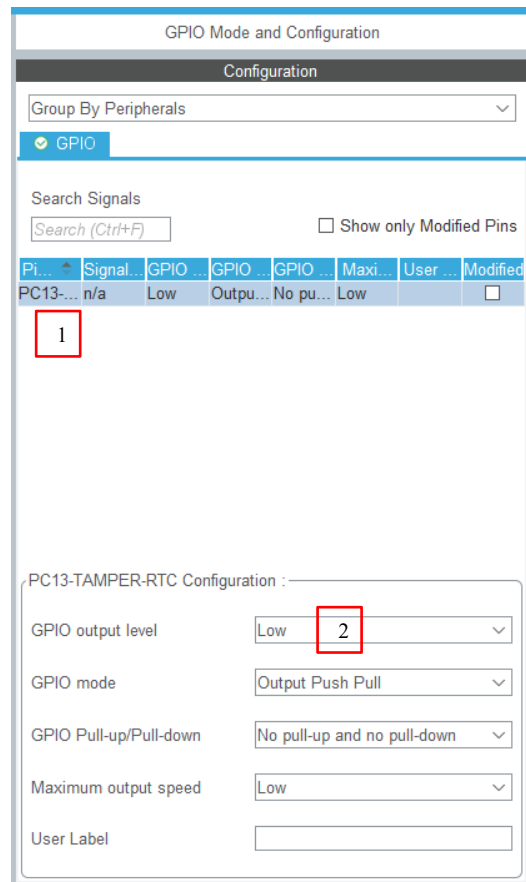 GPIO Mode and Configuration
Configuration
Group By Peripherals
GPIO
Search Signals
Search (Ctrl+F)
Show only Modified Pins
Pi... Signal... GPIO ... GPIO ... GPIO ... Maxi... User ... Modified
PC13-... n/a Low Outpu... No pu... Low
1
PC13-TAMPER-RTC Configuration :
GPIO output level Low 2
GPIO mode Output Push Pull
GPIO Pull-up/Pull-down No pull-up and no pull-down
Maximum output speed Low
User Label